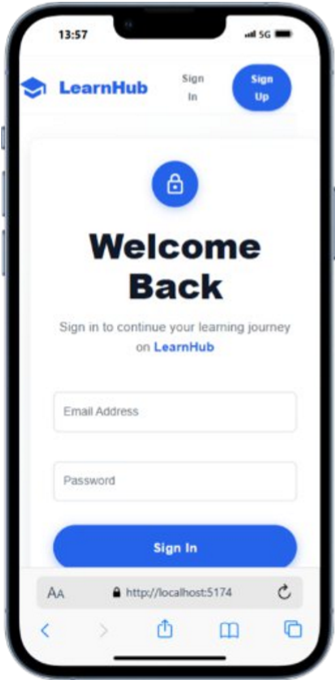 13:57
5G
LearnHub
Sign
In
Sign
Up
Welcome
Back
Sign in to continue your learning journey
on LearnHub
Email Address
Password
Sign In
AA
http://localhost:5174